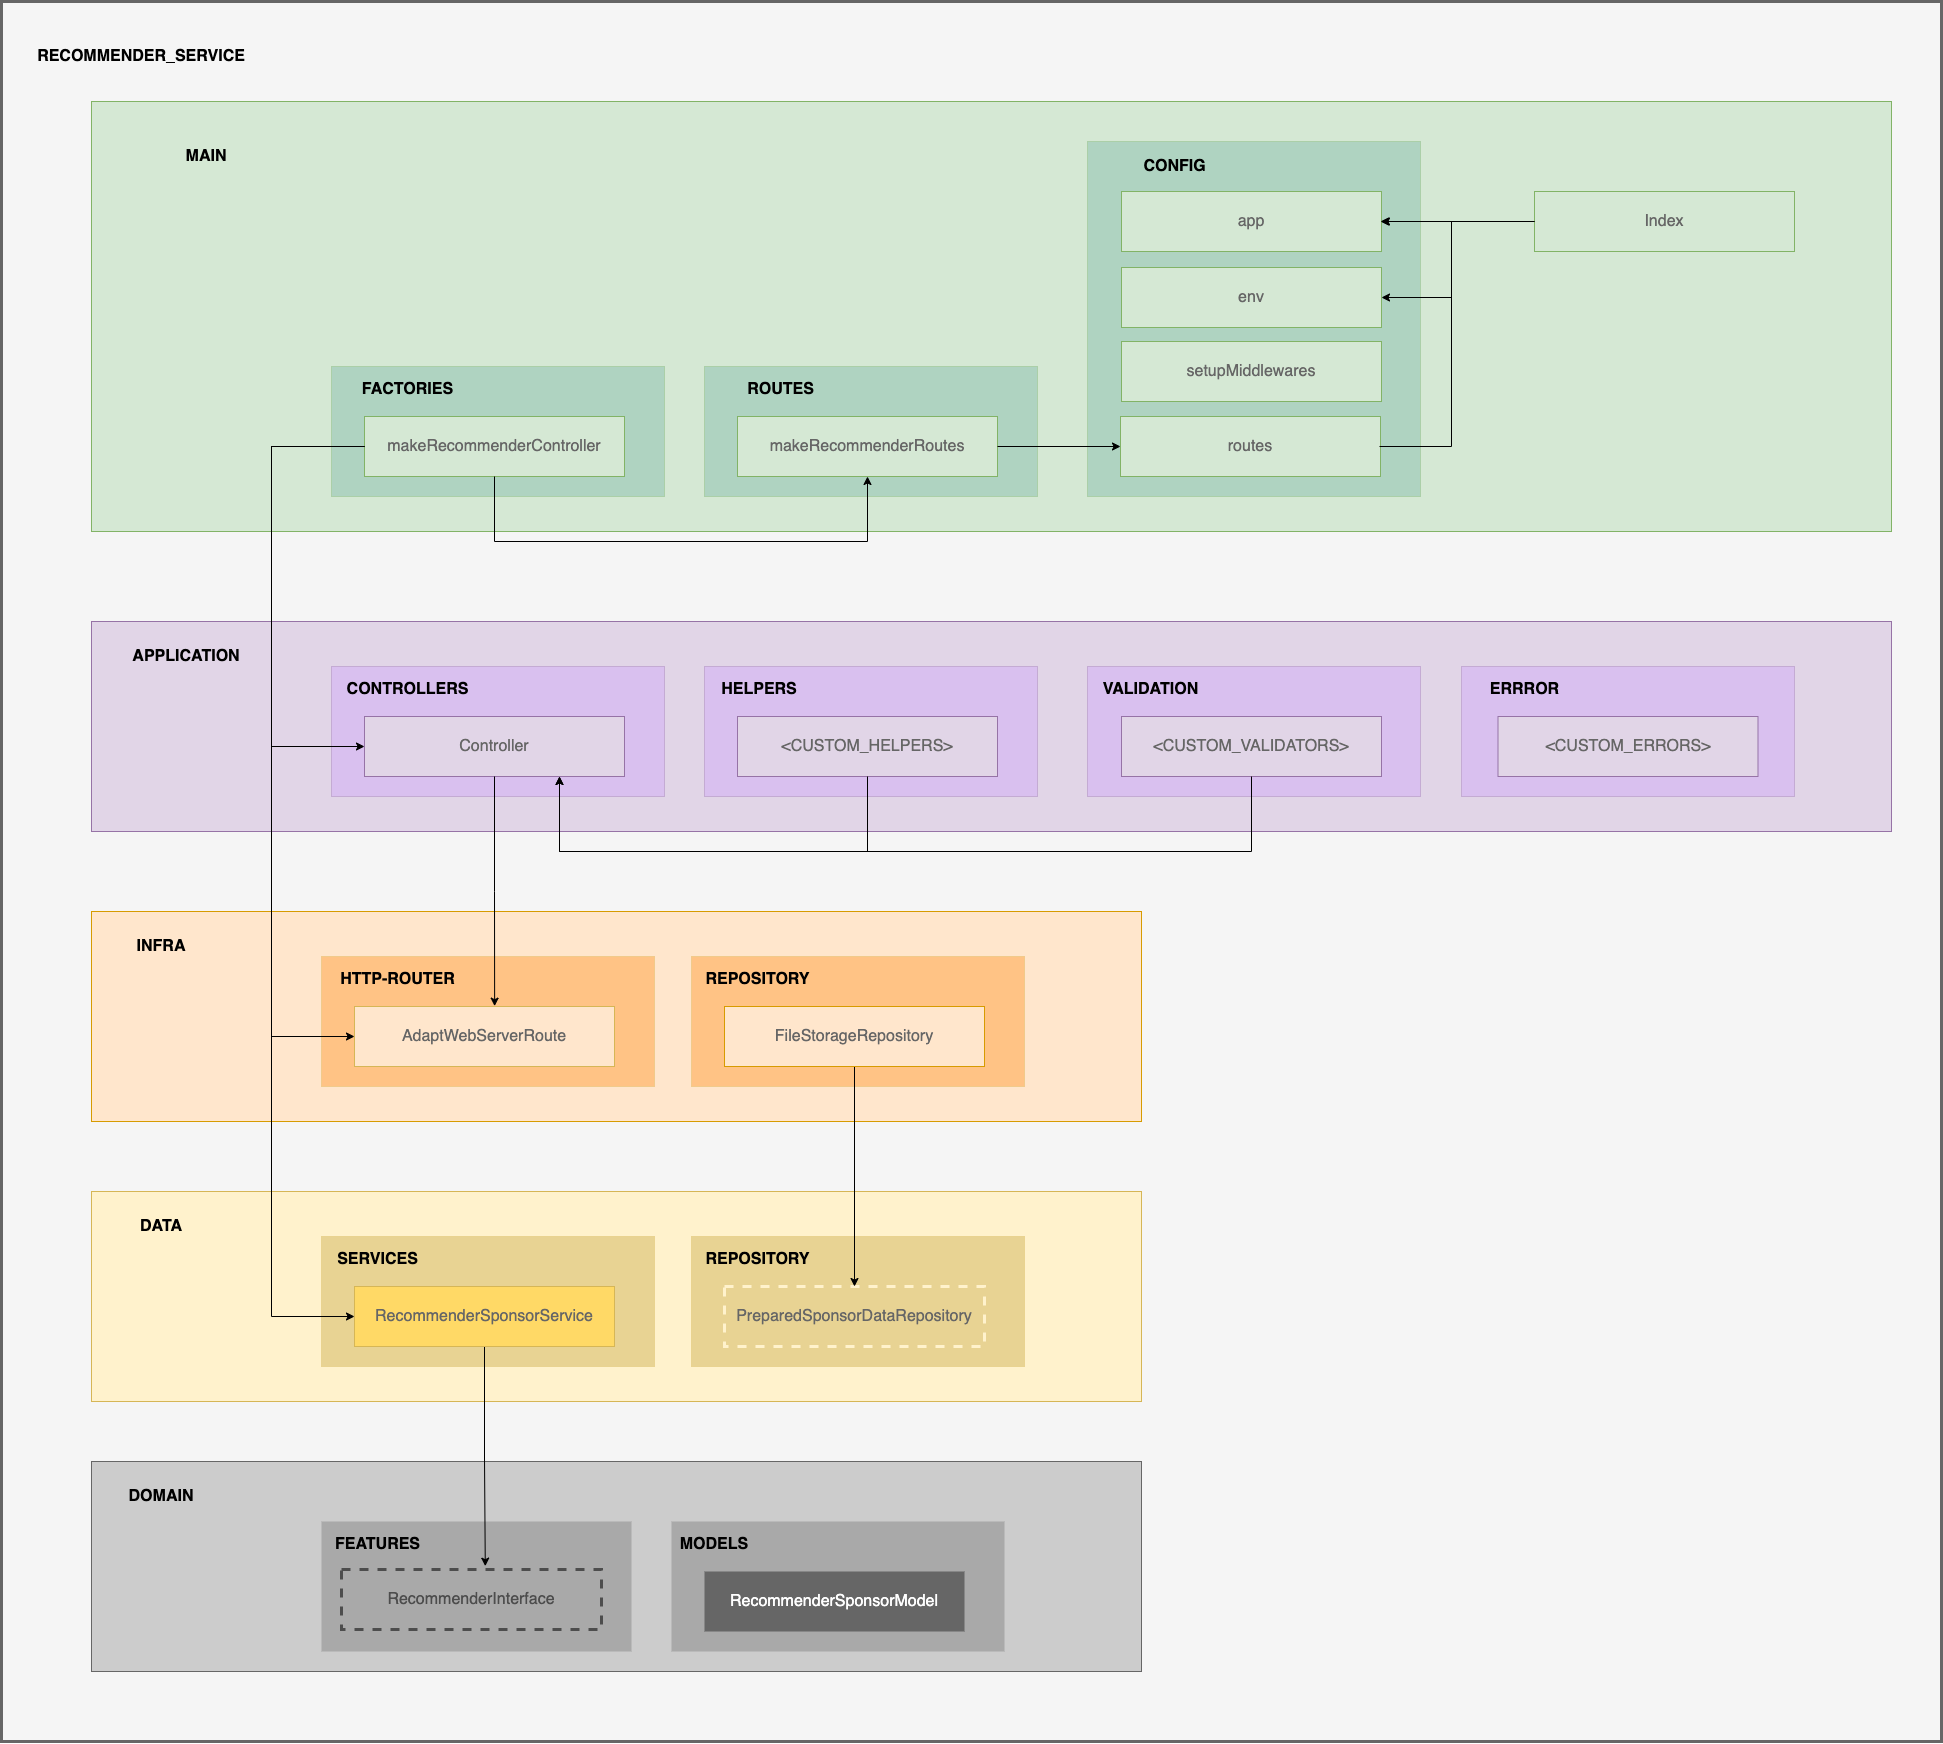 RECOMMENDER_SERVICE
MAIN
CONFIG
app
Index
env
setupMiddlewares
FACTORIES
ROUTES
makeRecommenderController
makeRecommenderRoutes
routes
APPLICATION
CONTROLLERS
HELPERS
VALIDATION
ERRROR
Controller
<CUSTOM_HELPERS>
<CUSTOM_VALIDATORS>
<CUSTOM_ERRORS>
INFRA
HTTP-ROUTER
REPOSITORY
AdaptWebServerRoute
FileStorageRepository
DATA
SERVICES
REPOSITORY
RecommenderSponsorService
PreparedSponsorDataRepository
DOMAIN
FEATURES
MODELS
RecommenderInterface
RecommenderSponsorModel